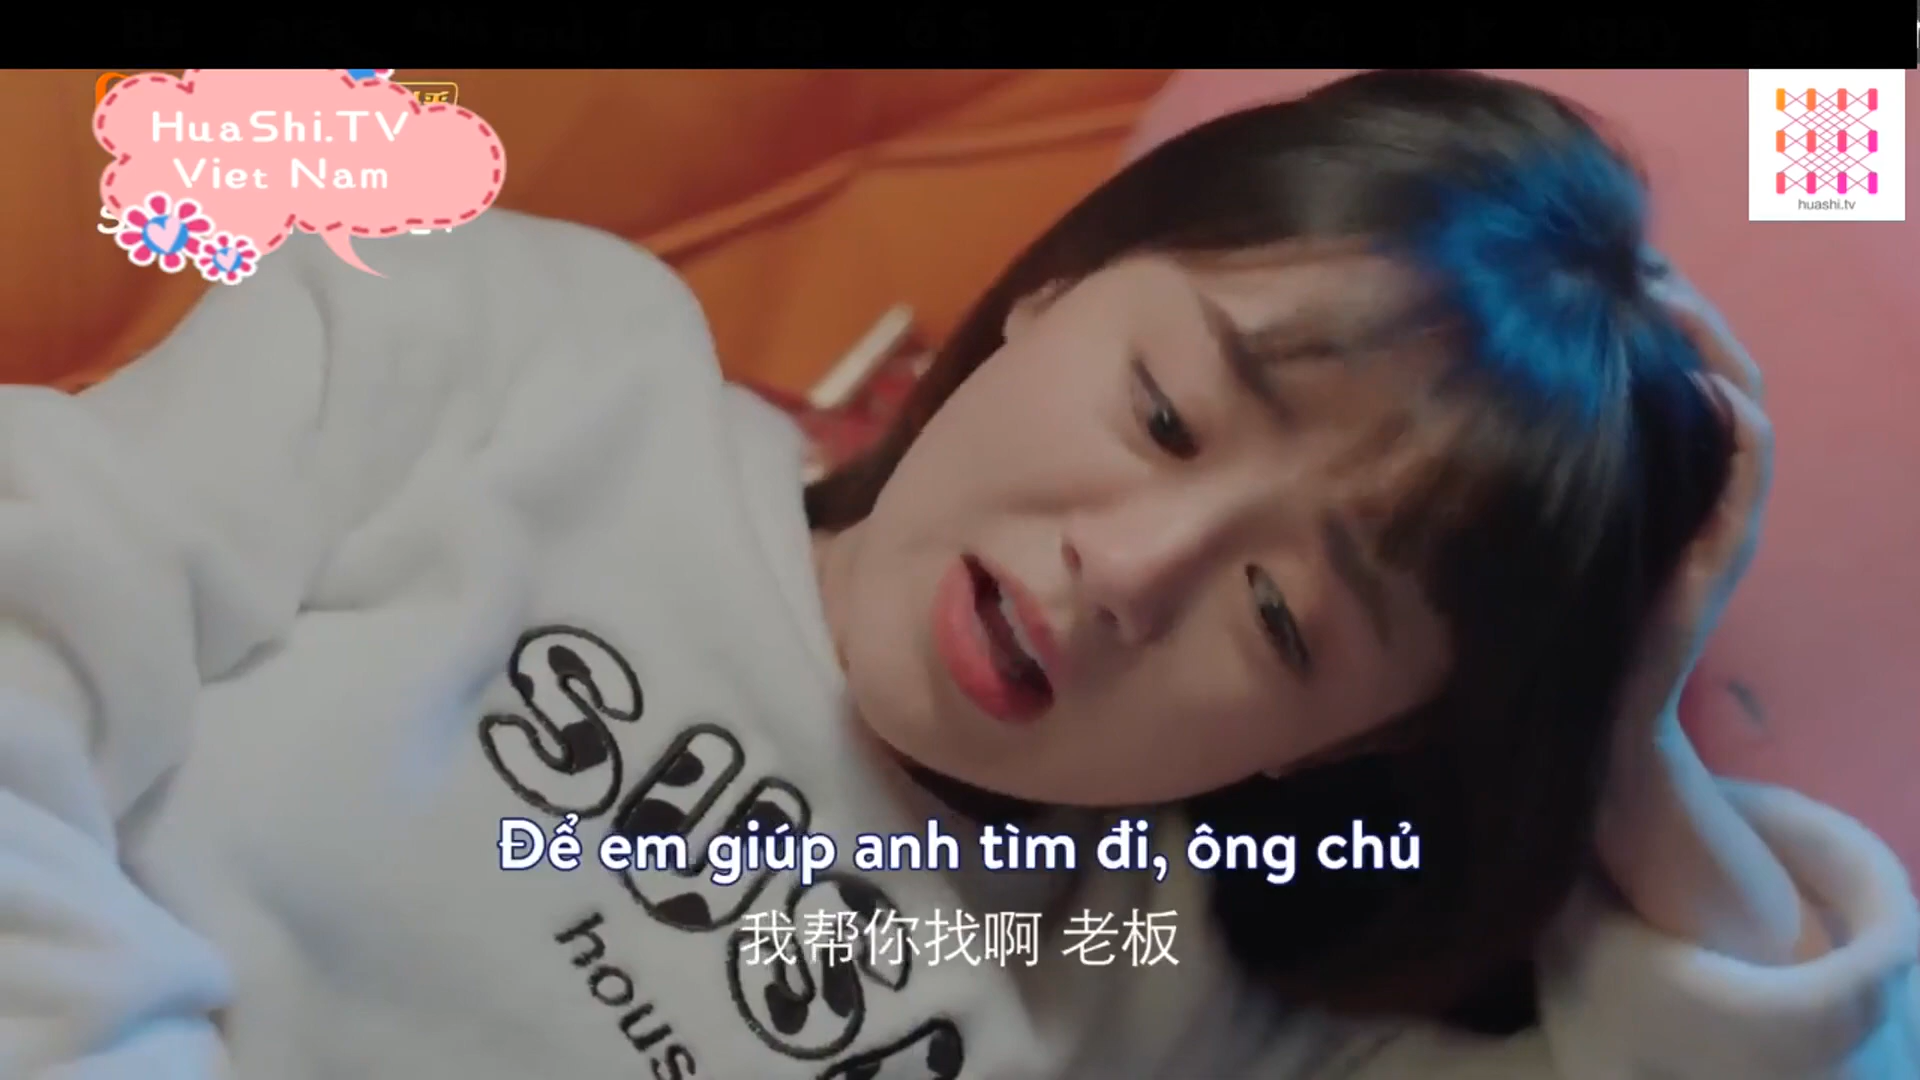 HuaShi.TV
Viet Nam
huashi.tv
Để em giúp anh tìm đi, ông chủ
我帮你找啊 老板
hous